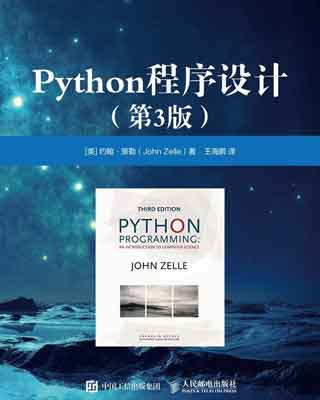 Python程序设计
（第3版）
[美] 约翰·策勒（John Zelle）著 王海鹏 译
THIRD EDITION
PYTHON
PROGRAMMING:
AN INTRODUCTION TO COMPUTER SCIENCE
JOHN ZELLE
中国工信出版集团
人民邮电出版社
POSTS & TELECOM PRESS